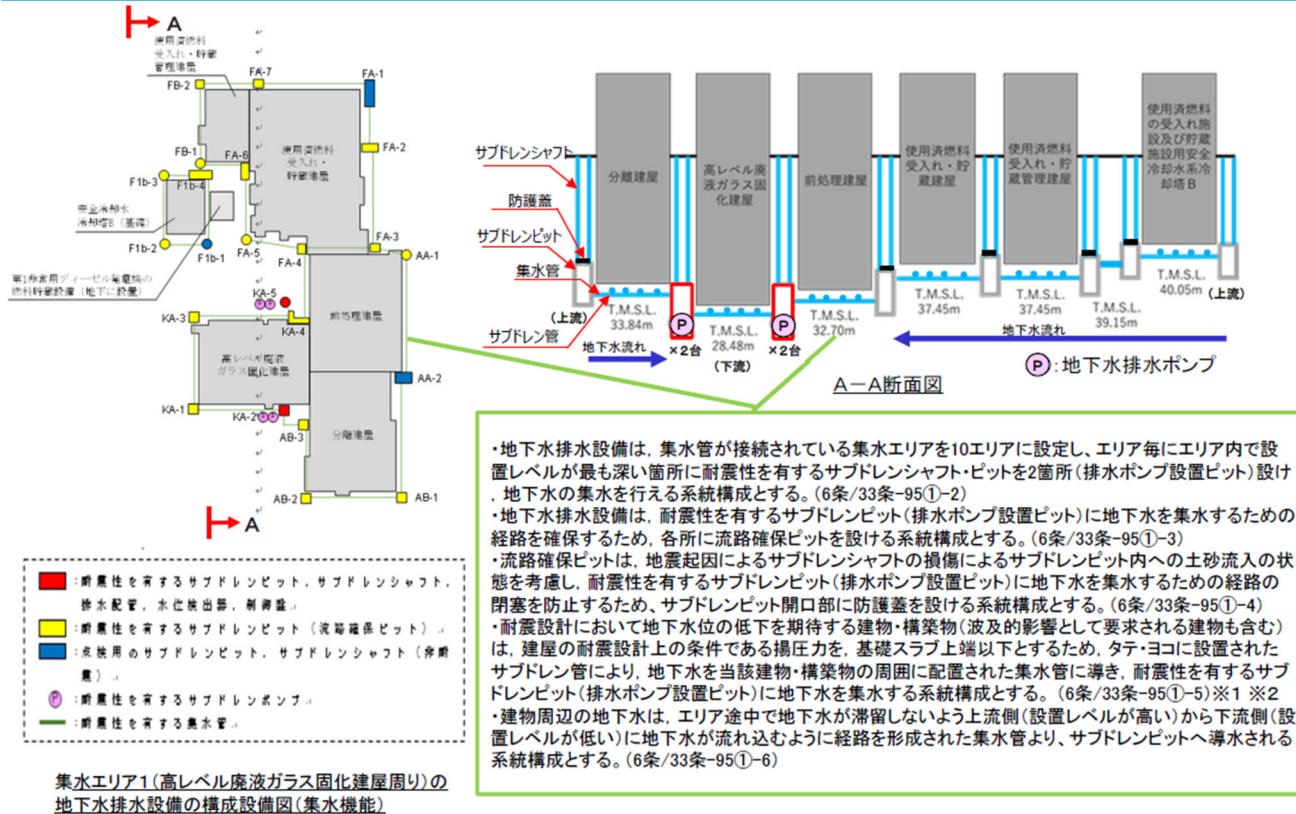 A
使用済燃料
受入れ・貯蔵
管理建屋
FB-2
FA-7
FA-1
使用済燃料
受入れ・
貯蔵建屋
FA-2
FB-1
FA-6
F1b-3
F1b-4
安全冷却水
冷却塔B（基礎）
F1b-2
F1b-1
FA-5
FA-4
FA-3
AA-1
第1非常用ディーゼル発電機の
燃料貯蔵設備（地下に設置）
KA-5
KA-3
KA-4
前処理建屋
高レベル廃液
ガラス固化建屋
AA-2
KA-1
KA-2
AB-3
分離建屋
AB-2
AB-1
A
:耐震性を有するサブドレンピット，サブドレンシャフト，
排水配管，水位検出器，制御盤
:耐震性を有するサブドレンピット（流路確保ピット）
:点検用のサブドレンピット，サブドレンシャフト（非耐
震）
P
:耐震性を有するサブドレンポンプ
:耐震性を有する集水管
集水エリア1(高レベル廃液ガラス固化建屋周り)の
地下水排水設備の構成設備図(集水機能)
サブドレンシャフト
防護蓋
サブドレンピット
集水管
(上流)
サブドレン管
地下水流れ
分離建屋
高レベル廃
液ガラス固
化建屋
前処理建屋
使用済燃料
受入れ・貯
蔵建屋
使用済燃料
受入れ・貯
蔵管理建屋
使用済燃料
の受入れ施
設及び貯蔵
施設用安全
冷却水系冷
却塔B
T.M.S.L.
33.84m
P
×2台
T.M.S.L.
28.48m
(下流)
P
×2台
T.M.S.L.
32.70m
T.M.S.L.
37.45m
T.M.S.L.
37.45m
T.M.S.L.
39.15m
T.M.S.L.
40.05m
(上流)
地下水流れ
P
:地下水排水ポンプ
A－A断面図
・地下水排水設備は，集水管が接続されている集水エリアを10エリアに設定し、エリア毎にエリア内で設
置レベルが最も深い箇所に耐震性を有するサブドレンシャフト・ピットを2箇所(排水ポンプ設置ピット)設け
，地下水の集水を行える系統構成とする。(6条/33条-95①-2)
・地下水排水設備は，耐震性を有するサブドレンピット(排水ポンプ設置ピット)に地下水を集水するための
経路を確保するため，各所に流路確保ピットを設ける系統構成とする。(6条/33条-95①-3)
・流路確保ピットは，地震起因によるサブドレンシャフトの損傷によるサブドレンピット内への土砂流入の状
態を考慮し，耐震性を有するサブドレンピット(排水ポンプ設置ピット)に地下水を集水するための経路の
閉塞を防止するため、サブドレンピット開口部に防護蓋を設ける系統構成とする。(6条/33条-95①-4)
・耐震設計において地下水位の低下を期待する建物・構築物(波及的影響として要求される建物も含む)
は，建屋の耐震設計上の条件である揚圧力を，基礎スラブ上端以下とするため，タテ・ヨコに設置された
サブドレン管により，地下水を当該建物・構築物の周囲に配置された集水管に導き，耐震性を有するサブ
ドレンピット(排水ポンプ設置ピット)に地下水を集水する系統構成とする。(6条/33条-95①-5)※1 ※2
・建物周辺の地下水は，エリア途中で地下水が滞留しないよう上流側(設置レベルが高い)から下流側(設
置レベルが低い)に地下水が流れ込むように経路を形成された集水管より、サブドレンピットへ導水される
系統構成とする。(6条/33条-95①-6)